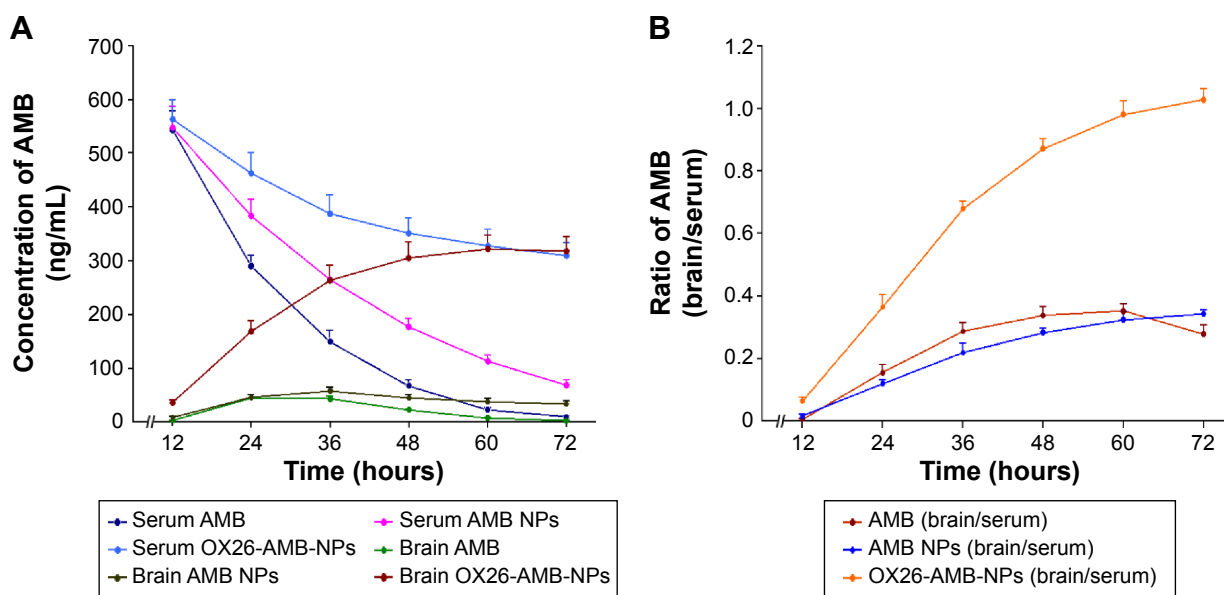 A
Concentration of AMB
(ng/mL)
700
600
500
400
300
200
100
0
12 24 36 48 60 72
Time (hours)
Serum AMB
Serum AMB NPs
Serum OX26-AMB-NPs
Brain AMB
Brain AMB NPs
Brain OX26-AMB-NPs
B
Ratio of AMB
(brain/serum)
1.2
1.0
0.8
0.6
0.4
0.2
0
12 24 36 48 60 72
Time (hours)
AMB (brain/serum)
AMB NPs (brain/serum)
OX26-AMB-NPs (brain/serum)